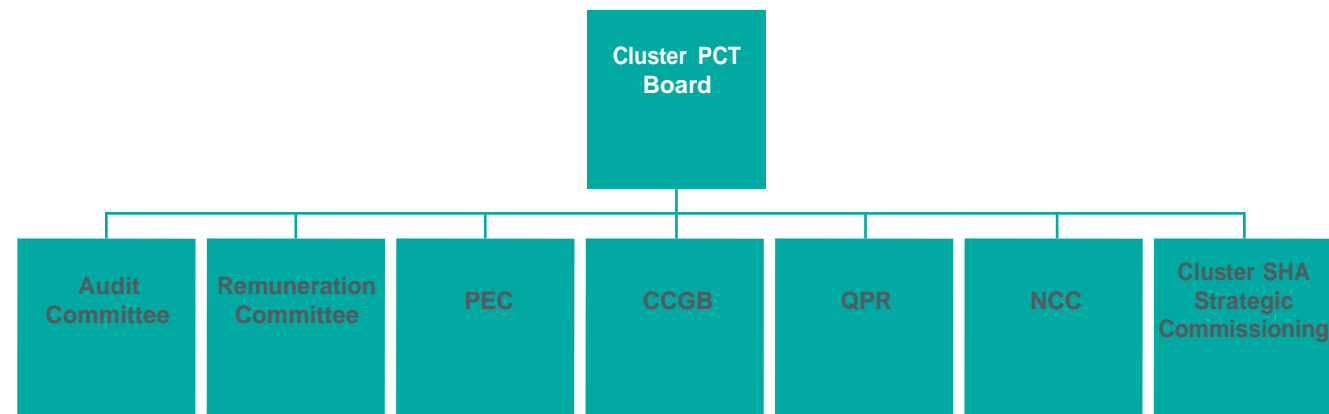 Cluster PCT
Board
Audit
Committee
Remuneration
Committee
PEC
CCGB
QPR
NCC
Cluster SHA
Strategic
Commissioning